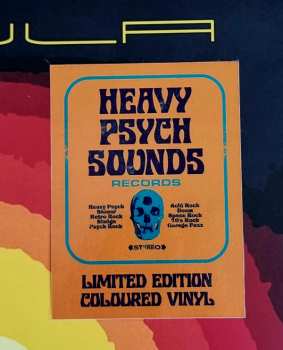 ULA
HEAVY
PSYCH
SOUNDS
RECORDS
Heavy Psych
Stoner
Retro Rock
Sludge
Psych Rock
Acid Rock
Doom
Space Rock
70's Rock
Garage Fuzz
STEREO
LIMITED EDITION
COLOURED VINYL